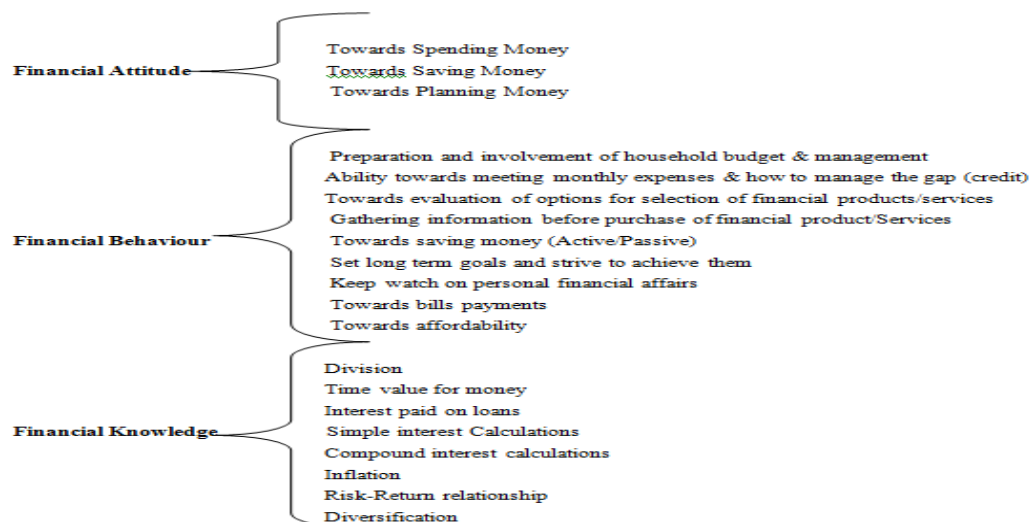 Towards Spending Money
Financial Attitude
Towards Saving Money
Towards Planning Money
Preparation and involvement of household budget & management
Ability towards meeting monthly expenses & how to manage the gap (credit)
Towards evaluation of options for selection of financial products/services
Gathering information before purchase of financial product/Services
Financial Behaviour
Towards saving money (Active/Passive)
Set long term goals and strive to achieve them
Keep watch on personal financial affairs
Towards bills payments
Towards affordability
Division
Time value for money
Interest paid on loans
Financial Knowledge
Simple interest Calculations
Compound interest calculations
Inflation
Risk-Return relationship
Diversification